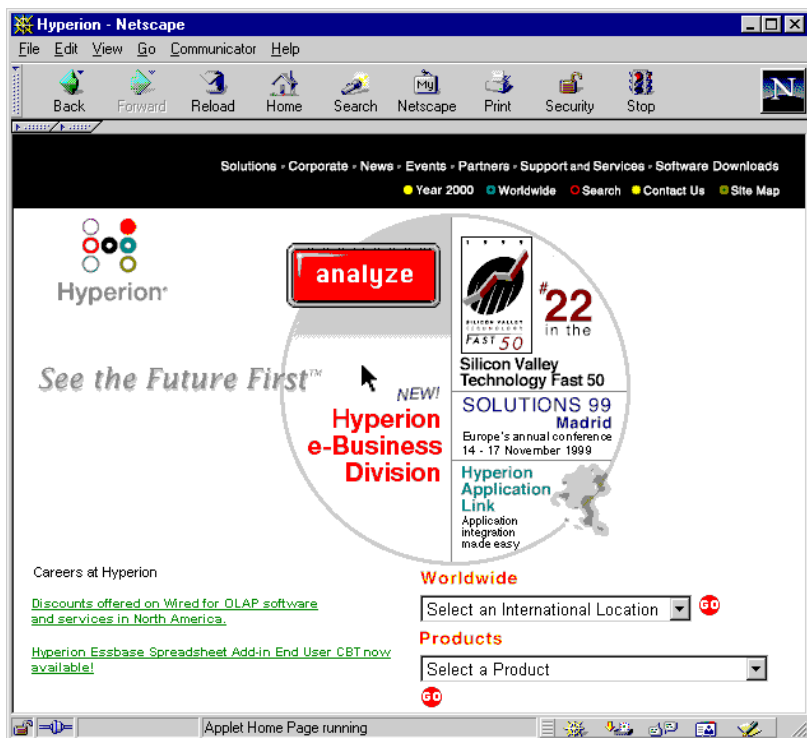 Hyperion - Netscape
File Edit View Go Communicator Help
My
Back Forward Reload Home Search Netscape Print Security Stop
N
Solutions - Corporate - News - Events - Partners - Support and Services - Software Downloads
Year 2000 Worldwide Search Contact Us Site Map
Hyperion
See the Future First™
analyze
NEW!
Hyperion
e-Business
Division
1999
SILICON VALLEY
TECHNOLOGY
FAST 50
#22
in the
Silicon Valley
Technology Fast 50
SOLUTIONS 99
Madrid
Europe's annual conference
14 - 17 November 1999
Hyperion
Application
Link
Application
integration
made easy
Careers at Hyperion
Discounts offered on Wired for OLAP software
and services in North America.
Hyperion Essbase Spreadsheet Add-in End User CBT now
available!
Worldwide
Select an International Location GO
Products
Select a Product
GO
Applet Home Page running